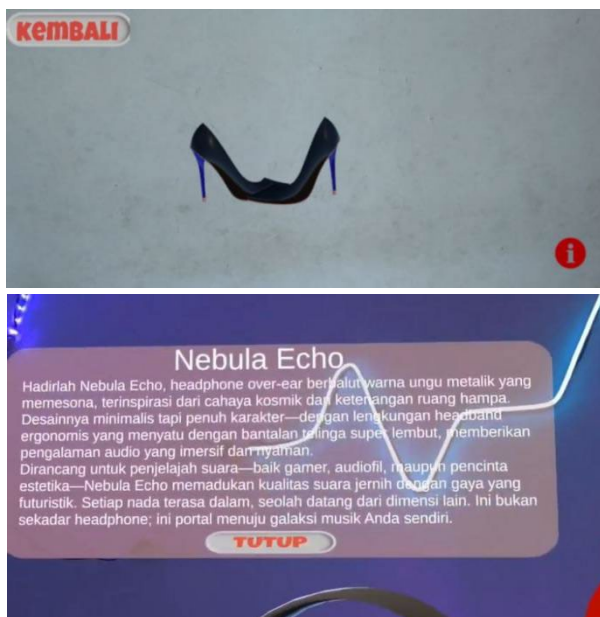 KEMBALI
i
Nebula Echo
Hadirlah Nebula Echo, headphone over-ear berbalut warna ungu metalik yang
memesona, terinspirasi dari cahaya kosmik dan ketenangan ruang hampa.
Desainnya minimalis tapi penuh karakter—dengan lengkungan headband
ergonomis yang menyatu dengan bantalan telinga super lembut, memberikan
pengalaman audio yang imersif dan nyaman.
Dirancang untuk penjelajah suara—baik gamer, audiofil, maupun pencinta
estetika—Nebula Echo memadukan kualitas suara jernih dengan gaya yang
futuristik. Setiap nada terasa dalam, seolah datang dari dimensi lain. Ini bukan
sekadar headphone; ini portal menuju galaksi musik Anda sendiri.
TUTUP